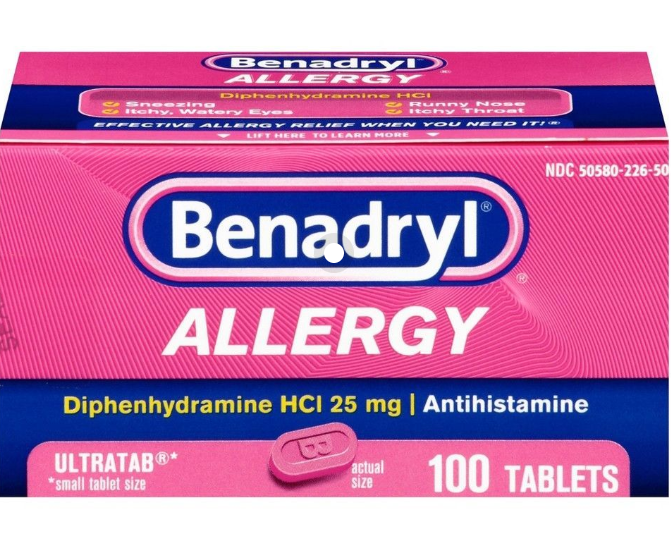 Benadryl®
ALLERGY
Diphenhydramine HCl
Sneezing
Runny Nose
Itchy, Watery Eyes
Itchy Throat
EFFECTIVE ALLERGY RELIEF WHEN YOU NEED IT!®
LIFT HERE TO LEARN MORE
NDC 50580-226-50
Benadryl®
®
ALLERGY
Diphenhydramine HCl 25 mg | Antihistamine
ULTRATAB®*
*small tablet size
B
actual
size
100 TABLETS